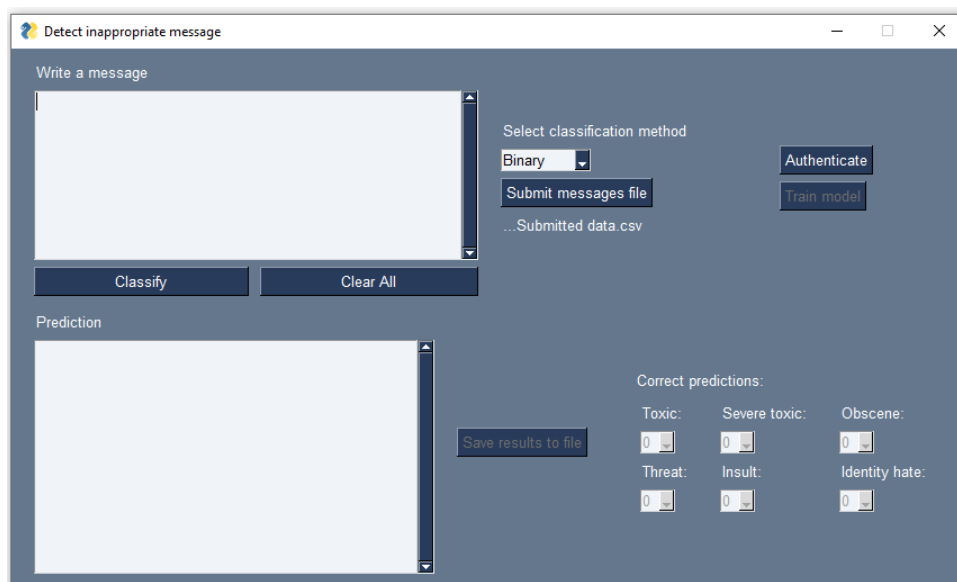 Detect inappropriate message
Write a message
Select classification method
Binary
Authenticate
Submit messages file
Train model
...Submitted data.csv
Classify
Clear All
Prediction
Correct predictions:
Toxic:
Severe toxic:
Obscene:
0
0
0
Save results to file
Threat:
Insult:
Identity hate:
0
0
0